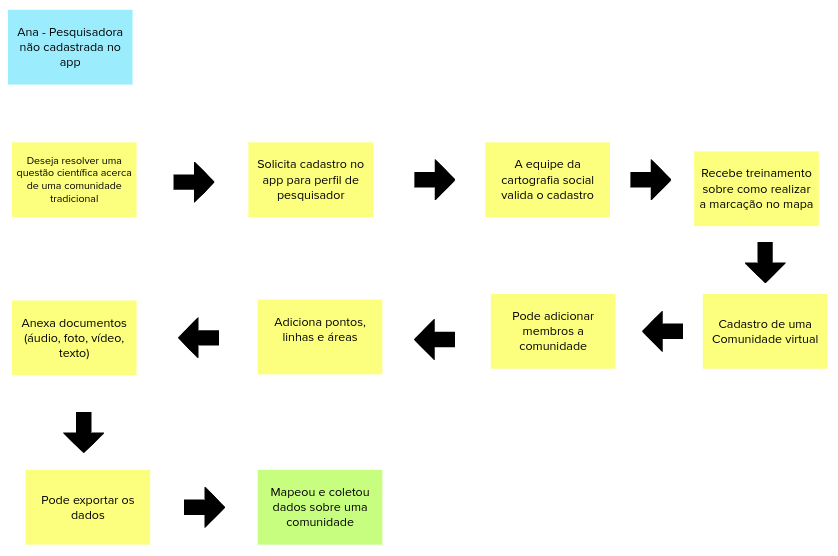 Ana - Pesquisadora
não cadastrada no
app
Deseja resolver uma
questão científica acerca
de uma comunidade
tradicional
Solicita cadastro no
app para perfil de
pesquisador
A equipe da
cartografia social
valida o cadastro
Recebe treinamento
sobre como realizar
a marcação no mapa
Cadastro de uma
Comunidade virtual
Pode adicionar
membros a
comunidade
Adiciona pontos,
linhas e áreas
Anexa documentos
(áudio, foto, vídeo,
texto)
Pode exportar os
dados
Mapeou e coletou
dados sobre uma
comunidade